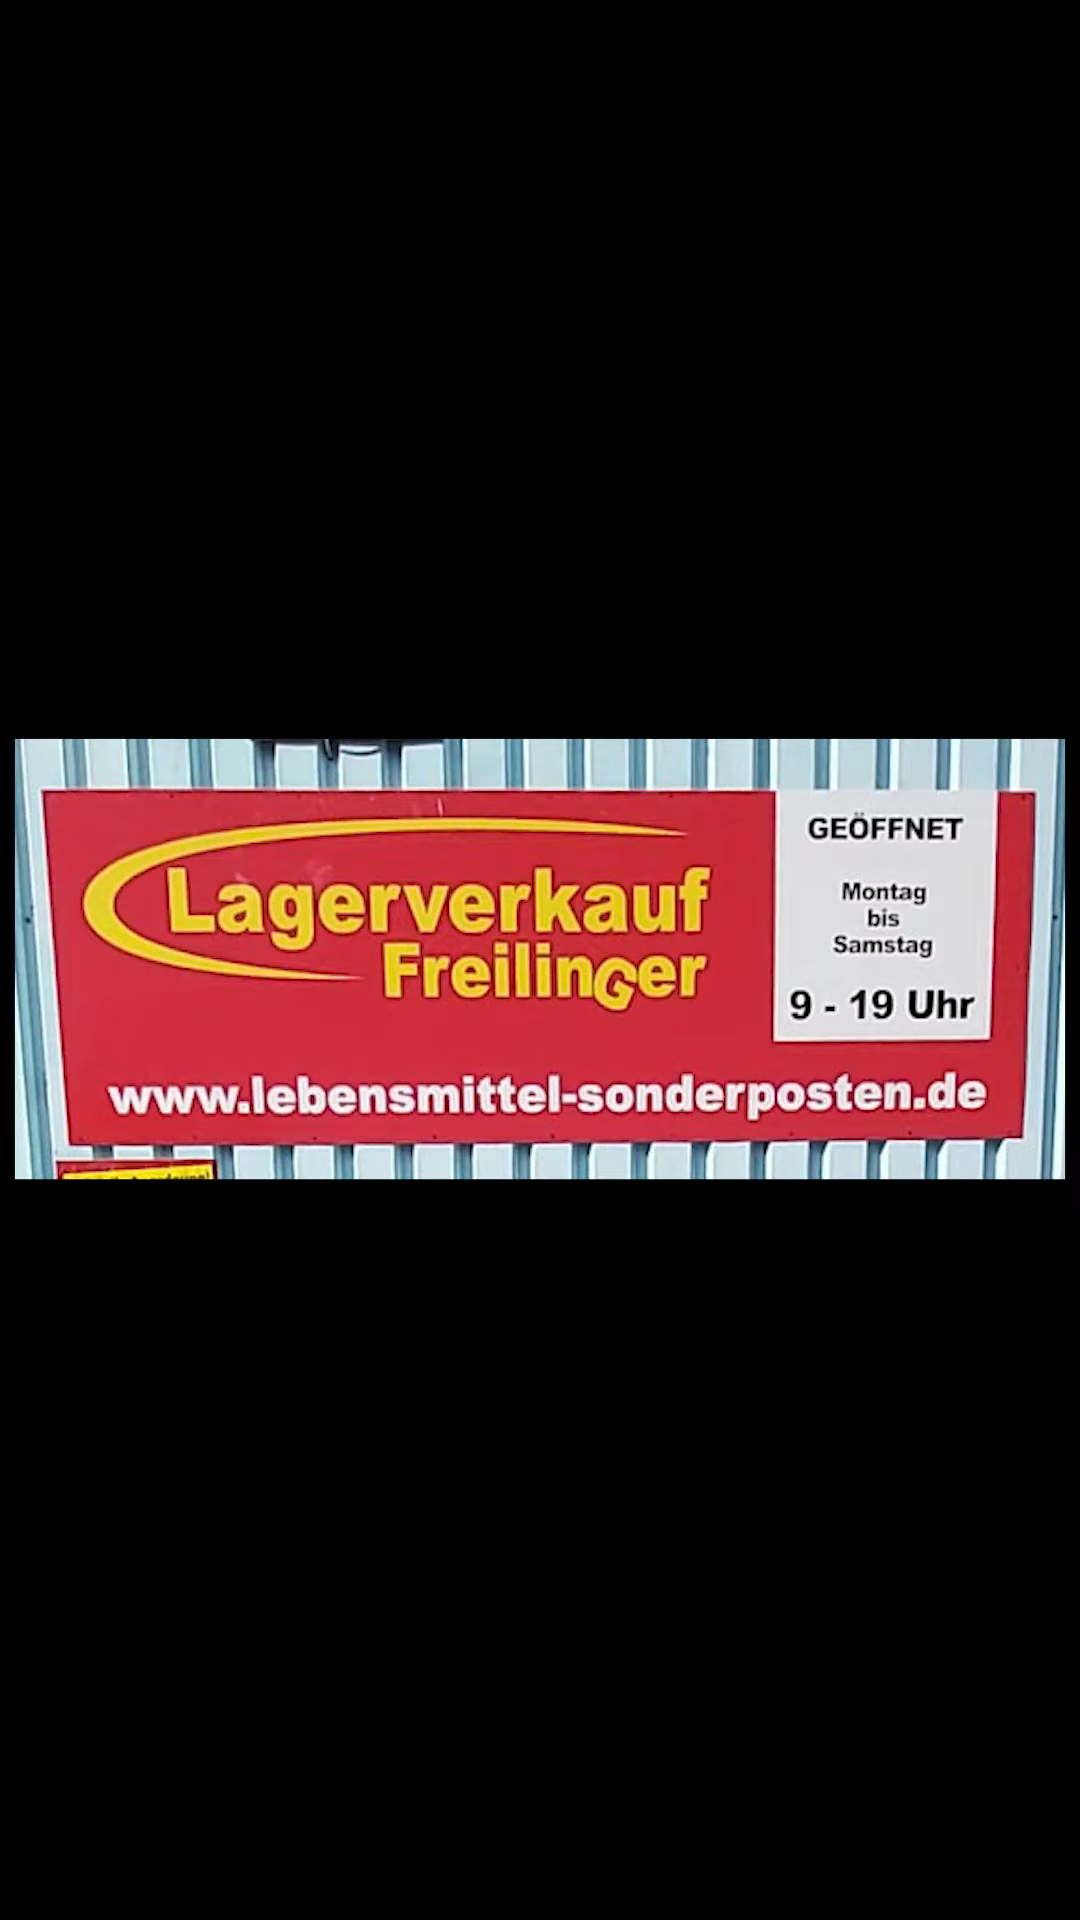 Lagerverkauf
Freilinger
GEÖFFNET
Montag
bis
Samstag
9 - 19 Uhr
www.lebensmittel-sonderposten.de